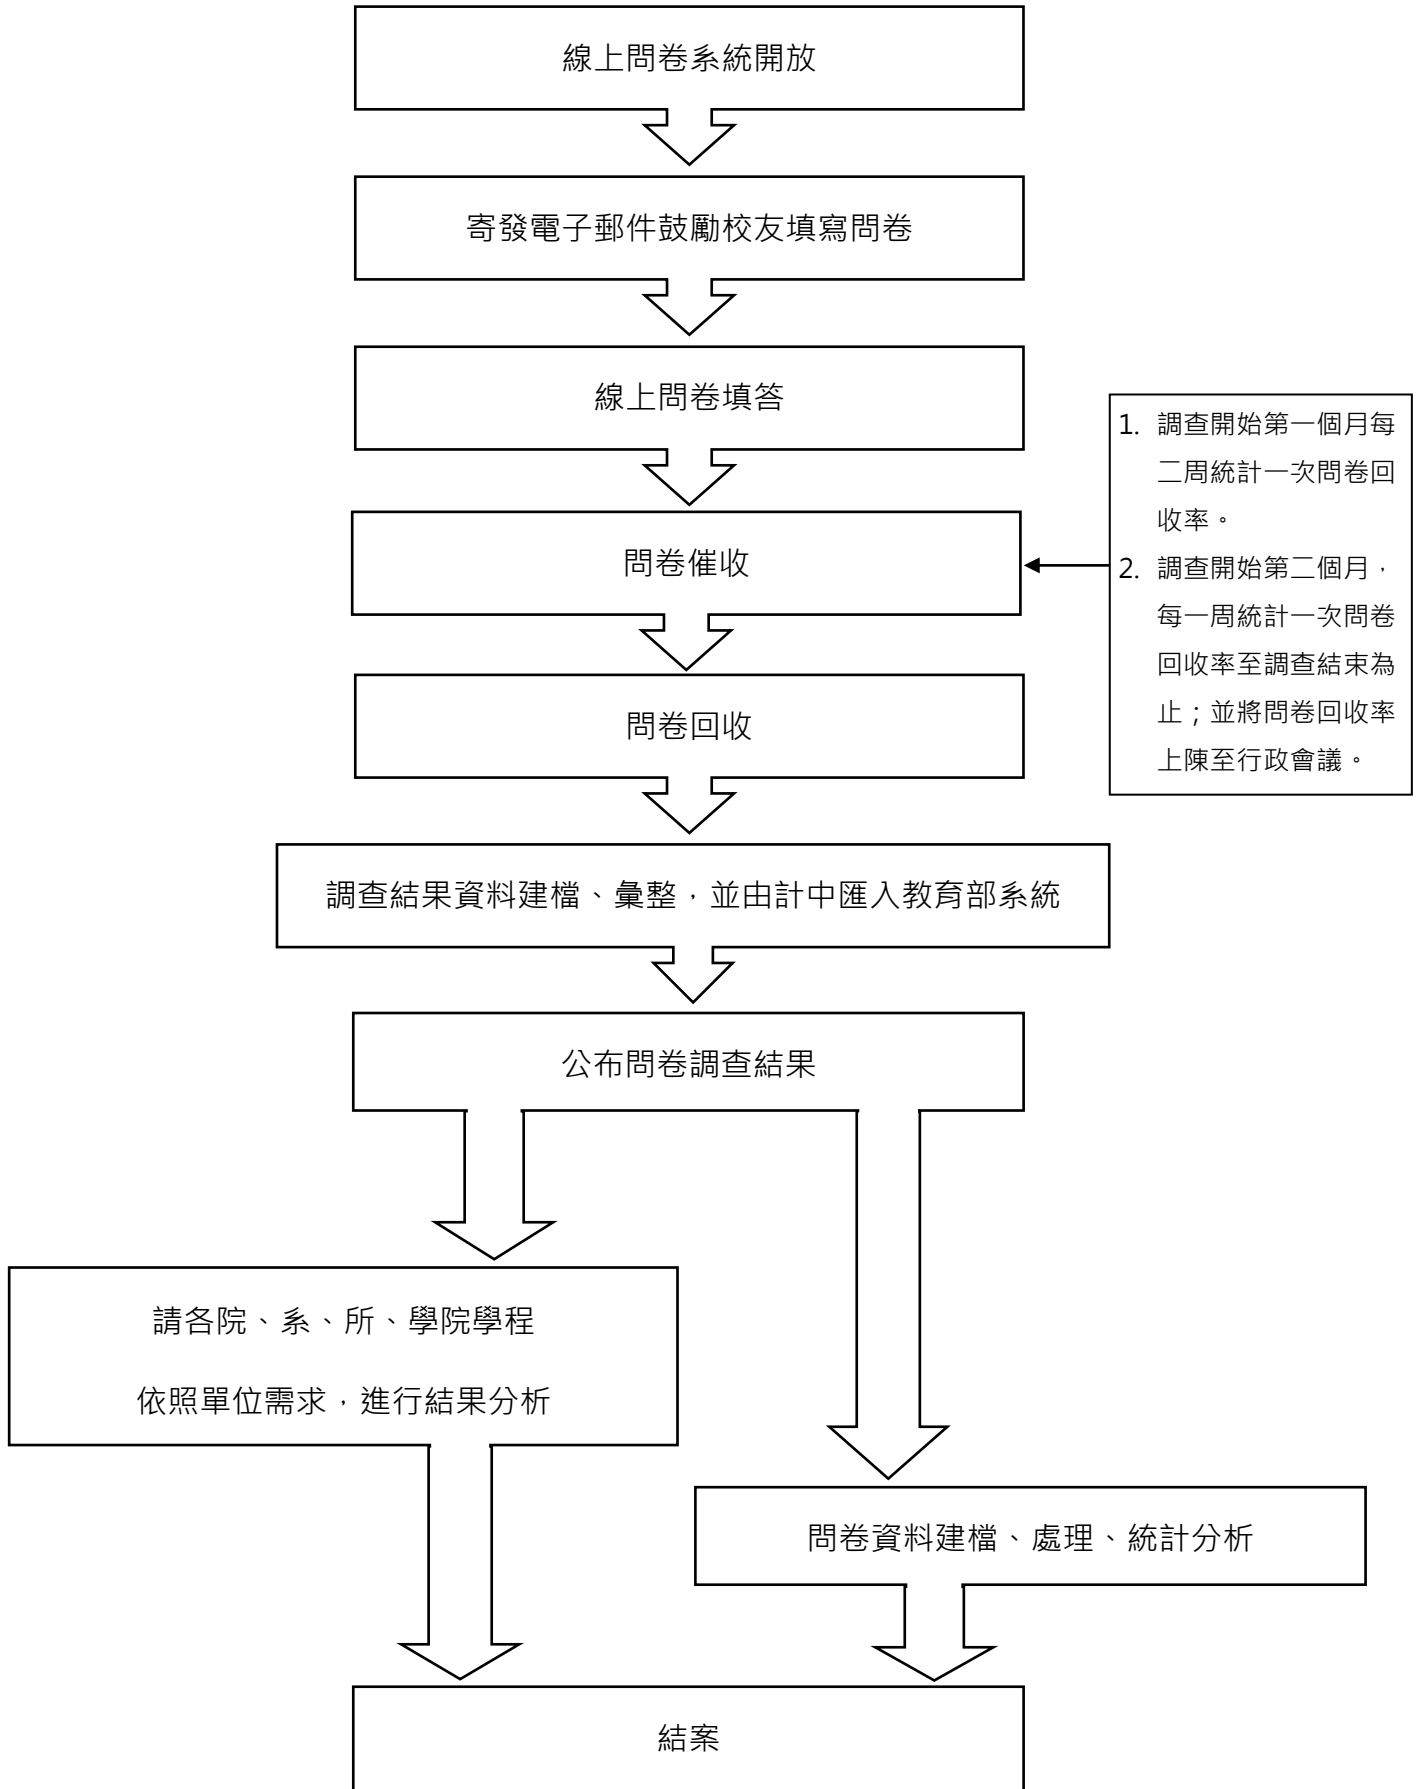 線上問卷系統開放
寄發電子郵件鼓勵校友填寫問卷
線上問卷填答
1. 調查開始第一個月每
二周統計一次問卷回
收率。
2. 調查開始第二個月，
每一周統計一次問卷
回收率至調查結束為
止；並將問卷回收率
上陳至行政會議。
問卷催收
問卷回收
調查結果資料建檔、彙整，並由計中匯入教育部系統
公布問卷調查結果
請各院、系、所、學院學程
依照單位需求，進行結果分析
問卷資料建檔、處理、統計分析
結案